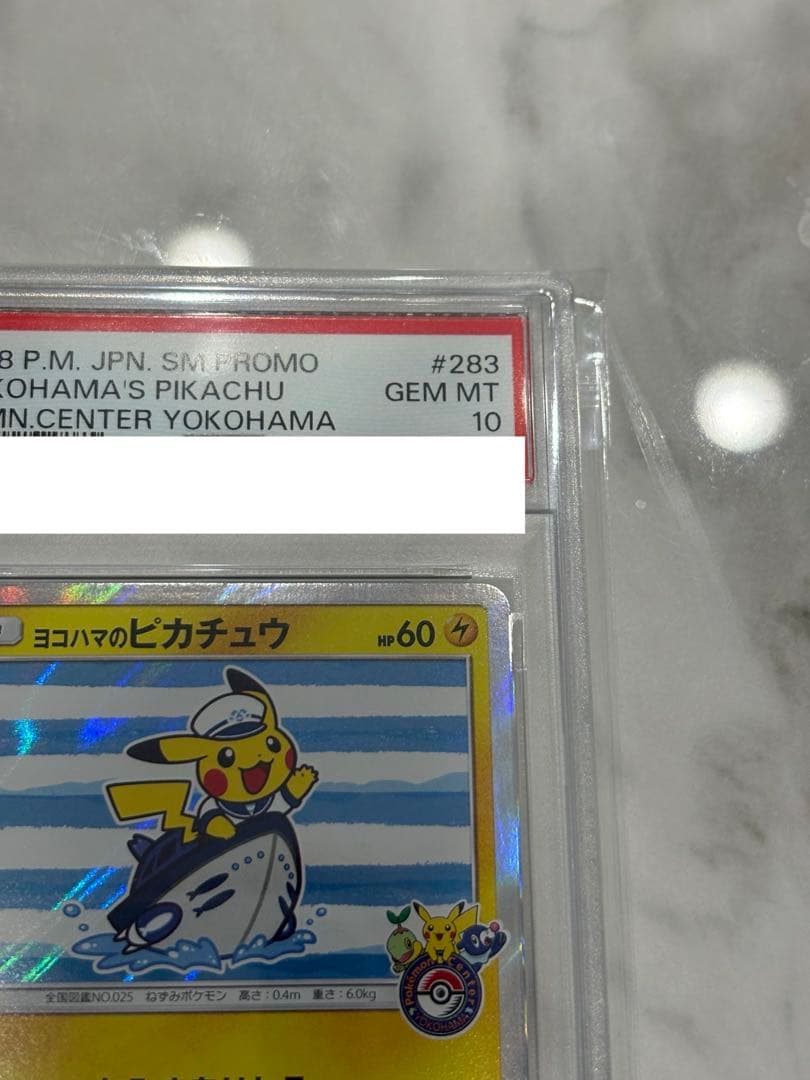 8 P.M. JPN. SM PROMO #283
KOHAMA'S PIKACHU GEM MT
MN.CENTER YOKOHAMA 10
ヨコハマのピカチュウ HP60
Pokémon Center
YOKOHAMA
全国図鑑NO.025 ねずみポケモン 高さ:0.4m 重さ:6.0kg